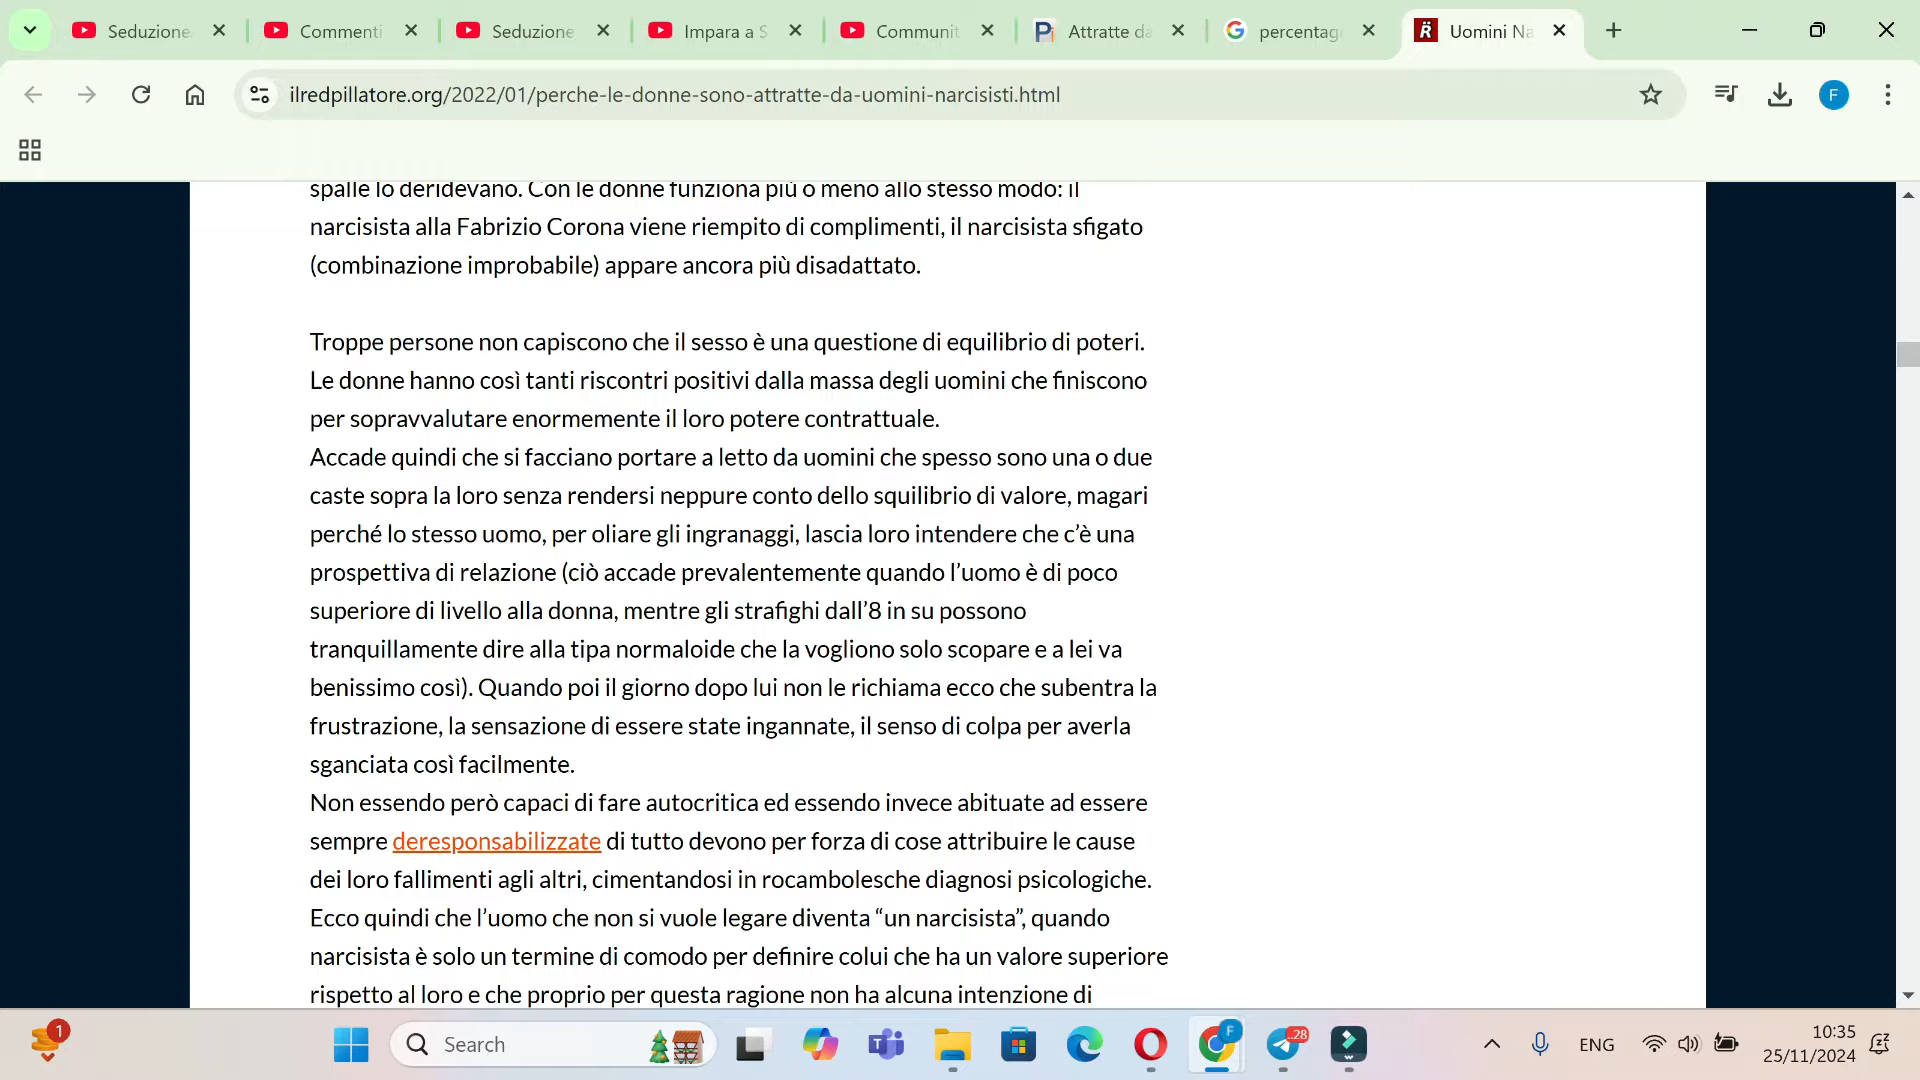 Seduzione
Commenti
Seduzione
Impara a S
Communit
Attratte da
percentag
Uomini Na
ilredpillatore.org/2022/01/perche-le-donne-sono-attratte-da-uomini-narcisisti.html
F
spalle lo deridevano. Con le donne funziona più o meno allo stesso modo: il
narcisista alla Fabrizio Corona viene riempito di complimenti, il narcisista sfigato
(combinazione improbabile) appare ancora più disadattato.
Troppe persone non capiscono che il sesso è una questione di equilibrio di poteri.
Le donne hanno così tanti riscontri positivi dalla massa degli uomini che finiscono
per sopravvalutare enormemente il loro potere contrattuale.
Accade quindi che si facciano portare a letto da uomini che spesso sono una o due
caste sopra la loro senza rendersi neppure conto dello squilibrio di valore, magari
perché lo stesso uomo, per oliare gli ingranaggi, lascia loro intendere che c’è una
prospettiva di relazione (ciò accade prevalentemente quando l’uomo è di poco
superiore di livello alla donna, mentre gli strafighi dall’8 in su possono
tranquillamente dire alla tipa normaloide che la vogliono solo scopare e a lei va
benissimo così). Quando poi il giorno dopo lui non le richiama ecco che subentra la
frustrazione, la sensazione di essere state ingannate, il senso di colpa per averla
sganciata così facilmente.
Non essendo però capaci di fare autocritica ed essendo invece abituate ad essere
sempre deresponsabilizzate di tutto devono per forza di cose attribuire le cause
dei loro fallimenti agli altri, cimentandosi in rocambolesche diagnosi psicologiche.
Ecco quindi che l’uomo che non si vuole legare diventa “un narcisista”, quando
narcisista è solo un termine di comodo per definire colui che ha un valore superiore
rispetto al loro e che proprio per questa ragione non ha alcuna intenzione di
1
Search
F
..28
ENG
10:35
25/11/2024